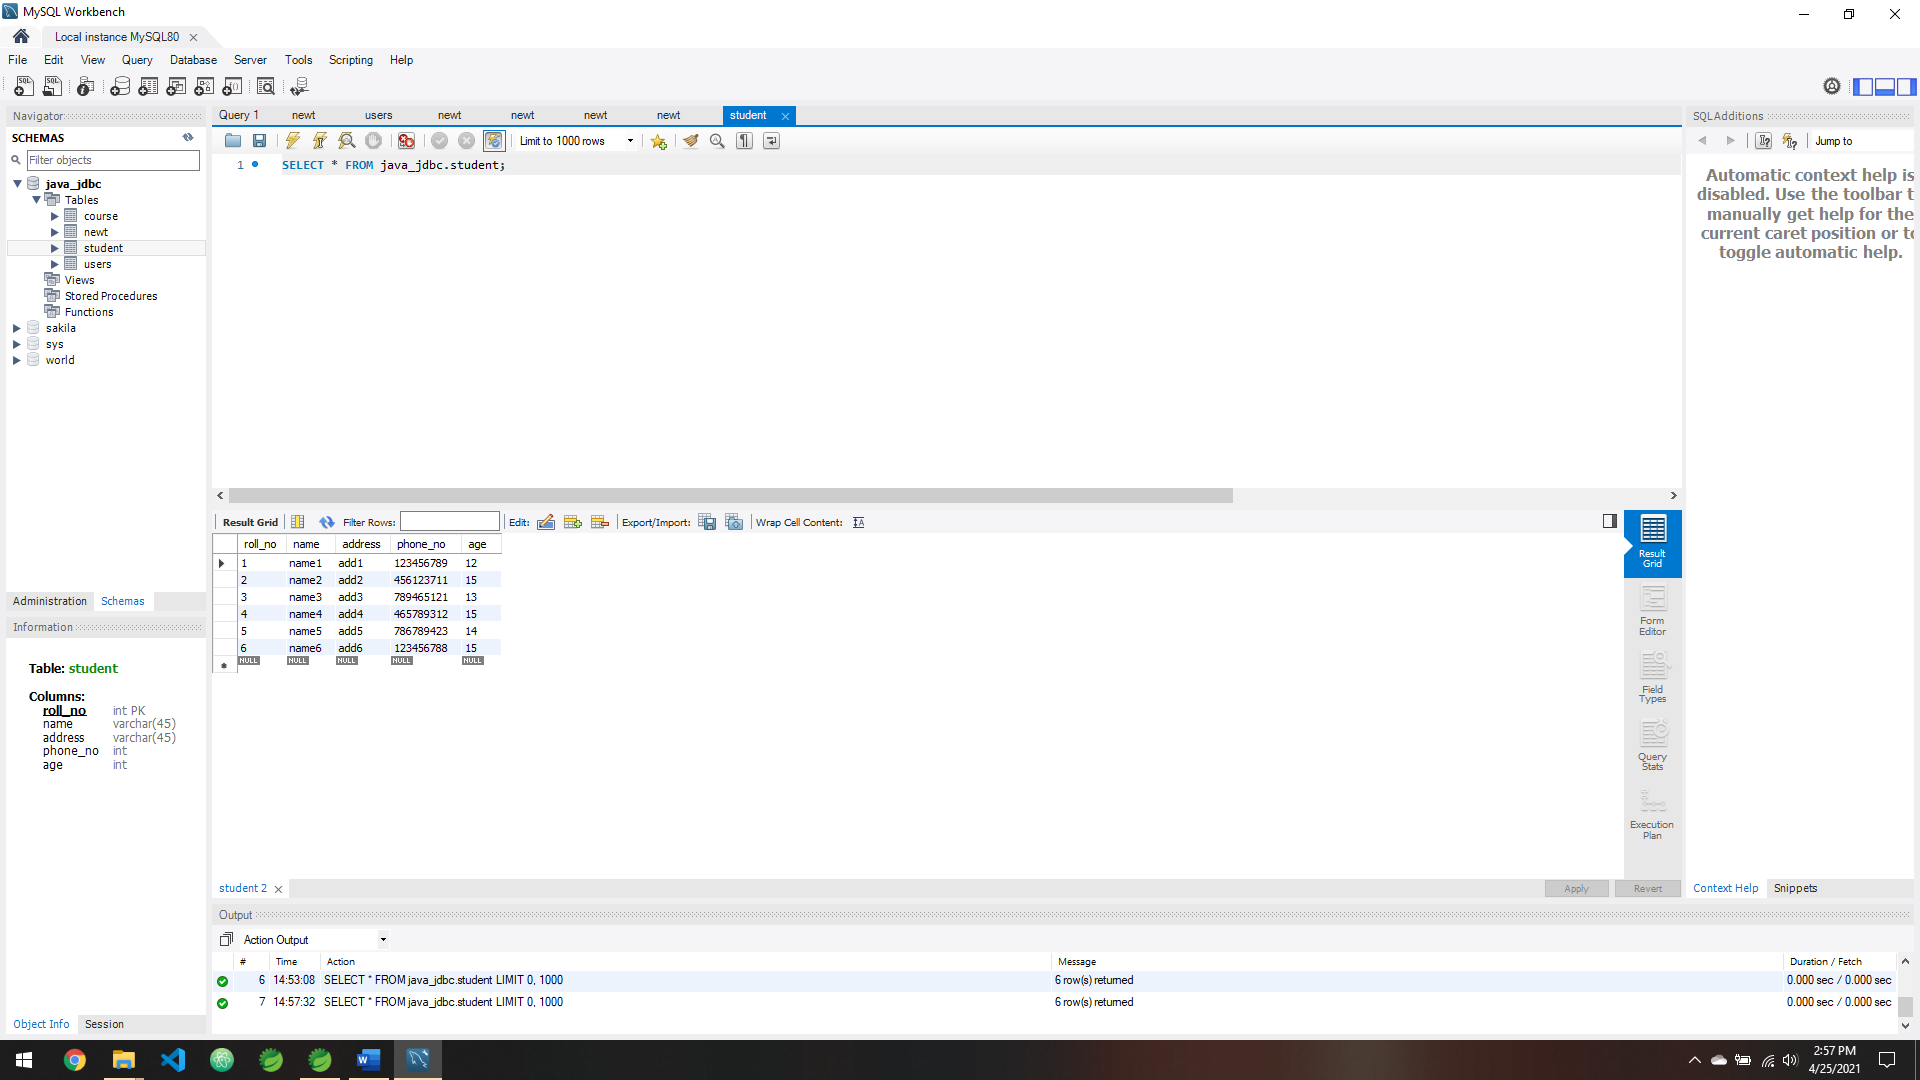 MySQL Workbench
Local instance MySQL80
File Edit View Query Database Server Tools Scripting Help
Navigator
SCHEMAS
Filter objects
java_jdbc
Tables
course
newt
student
users
Views
Stored Procedures
Functions
sakila
sys
world
Administration Schemas
Information
Table: student
Columns:
roll_no int PK
name varchar(45)
address varchar(45)
phone_no int
age int
Object Info Session
Query 1 newt users newt newt newt newt student
Limit to 1000 rows
1 SELECT * FROM java_jdbc.student;
Result Grid Filter Rows: Edit: Export/Import: Wrap Cell Content:
roll_no name address phone_no age
1 name1 add1 123456789 12
2 name2 add2 456123711 15
3 name3 add3 789465121 13
4 name4 add4 465789312 15
5 name5 add5 786789423 14
6 name6 add6 123456788 15
NULL NULL NULL NULL NULL
Result
Grid
Form
Editor
Field
Types
Query
Stats
Execution
Plan
student 2
Apply Revert
SQLAdditions
Jump to
Automatic context help is
disabled. Use the toolbar t
manually get help for the
current caret position or to
toggle automatic help.
Context Help Snippets
Output
Action Output
# Time Action Message Duration / Fetch
6 14:53:08 SELECT * FROM java_jdbc.student LIMIT 0, 1000 6 row(s) returned 0.000 sec / 0.000 sec
7 14:57:32 SELECT * FROM java_jdbc.student LIMIT 0, 1000 6 row(s) returned 0.000 sec / 0.000 sec
2:57 PM
4/25/2021